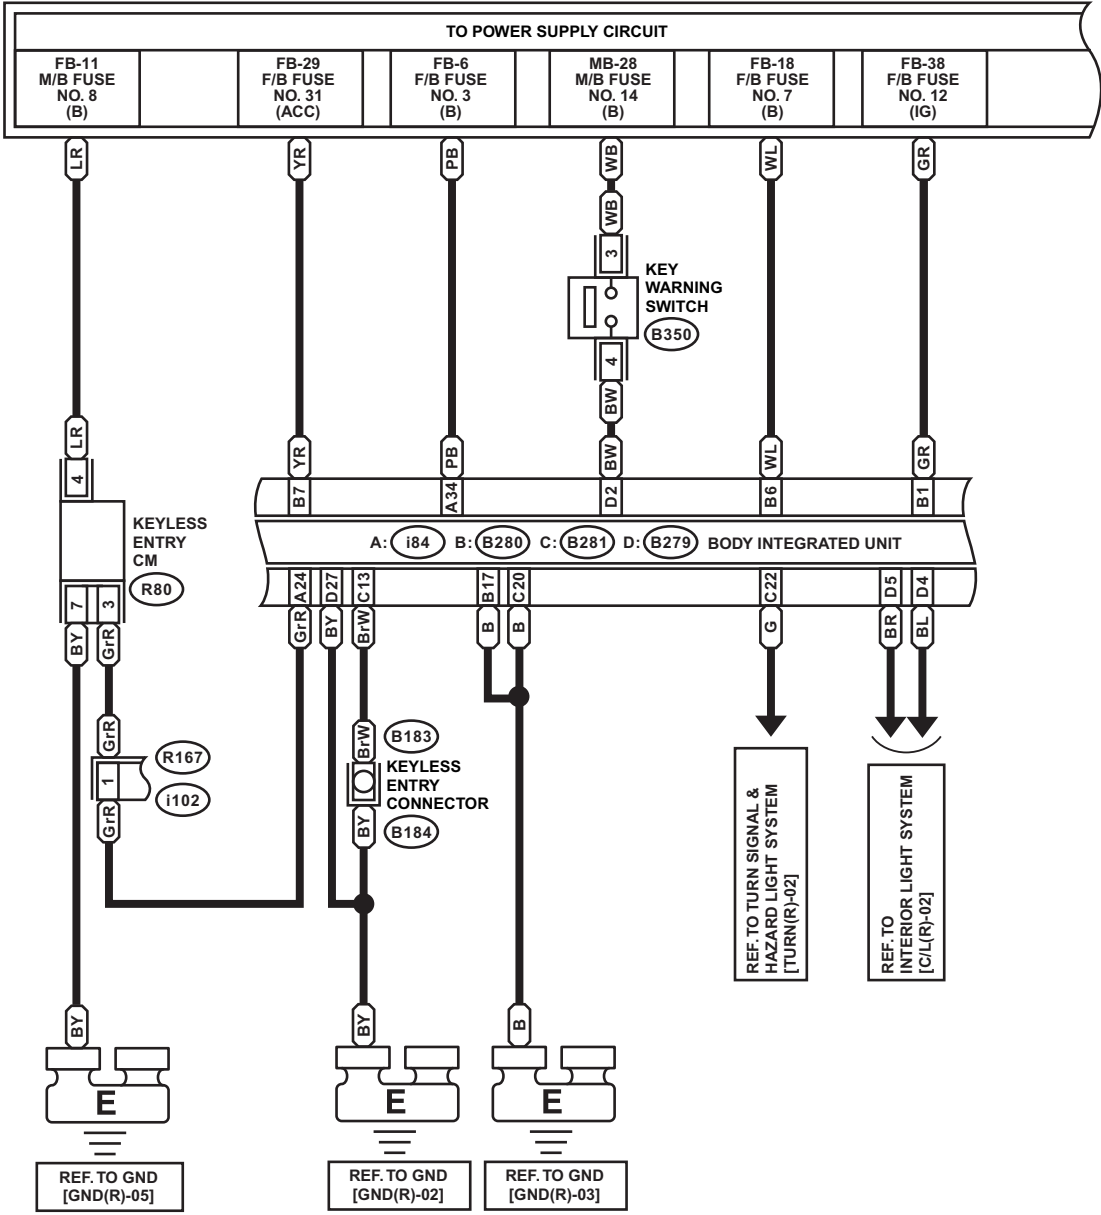 TO POWER SUPPLY CIRCUIT
FB-11
M/B FUSE
NO. 8
(B)
FB-29
F/B FUSE
NO. 31
(ACC)
FB-6
F/B FUSE
NO. 3
(B)
MB-28
M/B FUSE
NO. 14
(B)
FB-18
F/B FUSE
NO. 7
(B)
FB-38
F/B FUSE
NO. 12
(IG)
LR
YR
PB
WB
WL
GR
WB
3
KEY
WARNING
SWITCH
B350
4
BW
LR
YR
PB
BW
WL
GR
4
B7
A34
D2
B6
B1
KEYLESS
ENTRY
CM
R80
A: i84 B: B280 C: B281 D: B279 BODY INTEGRATED UNIT
7
3
A24
D27
C13
B17
C20
C22
D5
D4
BY
GrR
GrR
BY
BrW
B
B
G
BR
BL
GrR
R167
1
i102
GrR
BrW
B183
KEYLESS
ENTRY
CONNECTOR
BY
B184
REF. TO TURN SIGNAL &
HAZARD LIGHT SYSTEM
[TURN(R)-02]
REF. TO
INTERIOR LIGHT SYSTEM
[C/L(R)-02]
BY
BY
B
E
E
E
REF. TO GND
[GND(R)-05]
REF. TO GND
[GND(R)-02]
REF. TO GND
[GND(R)-03]